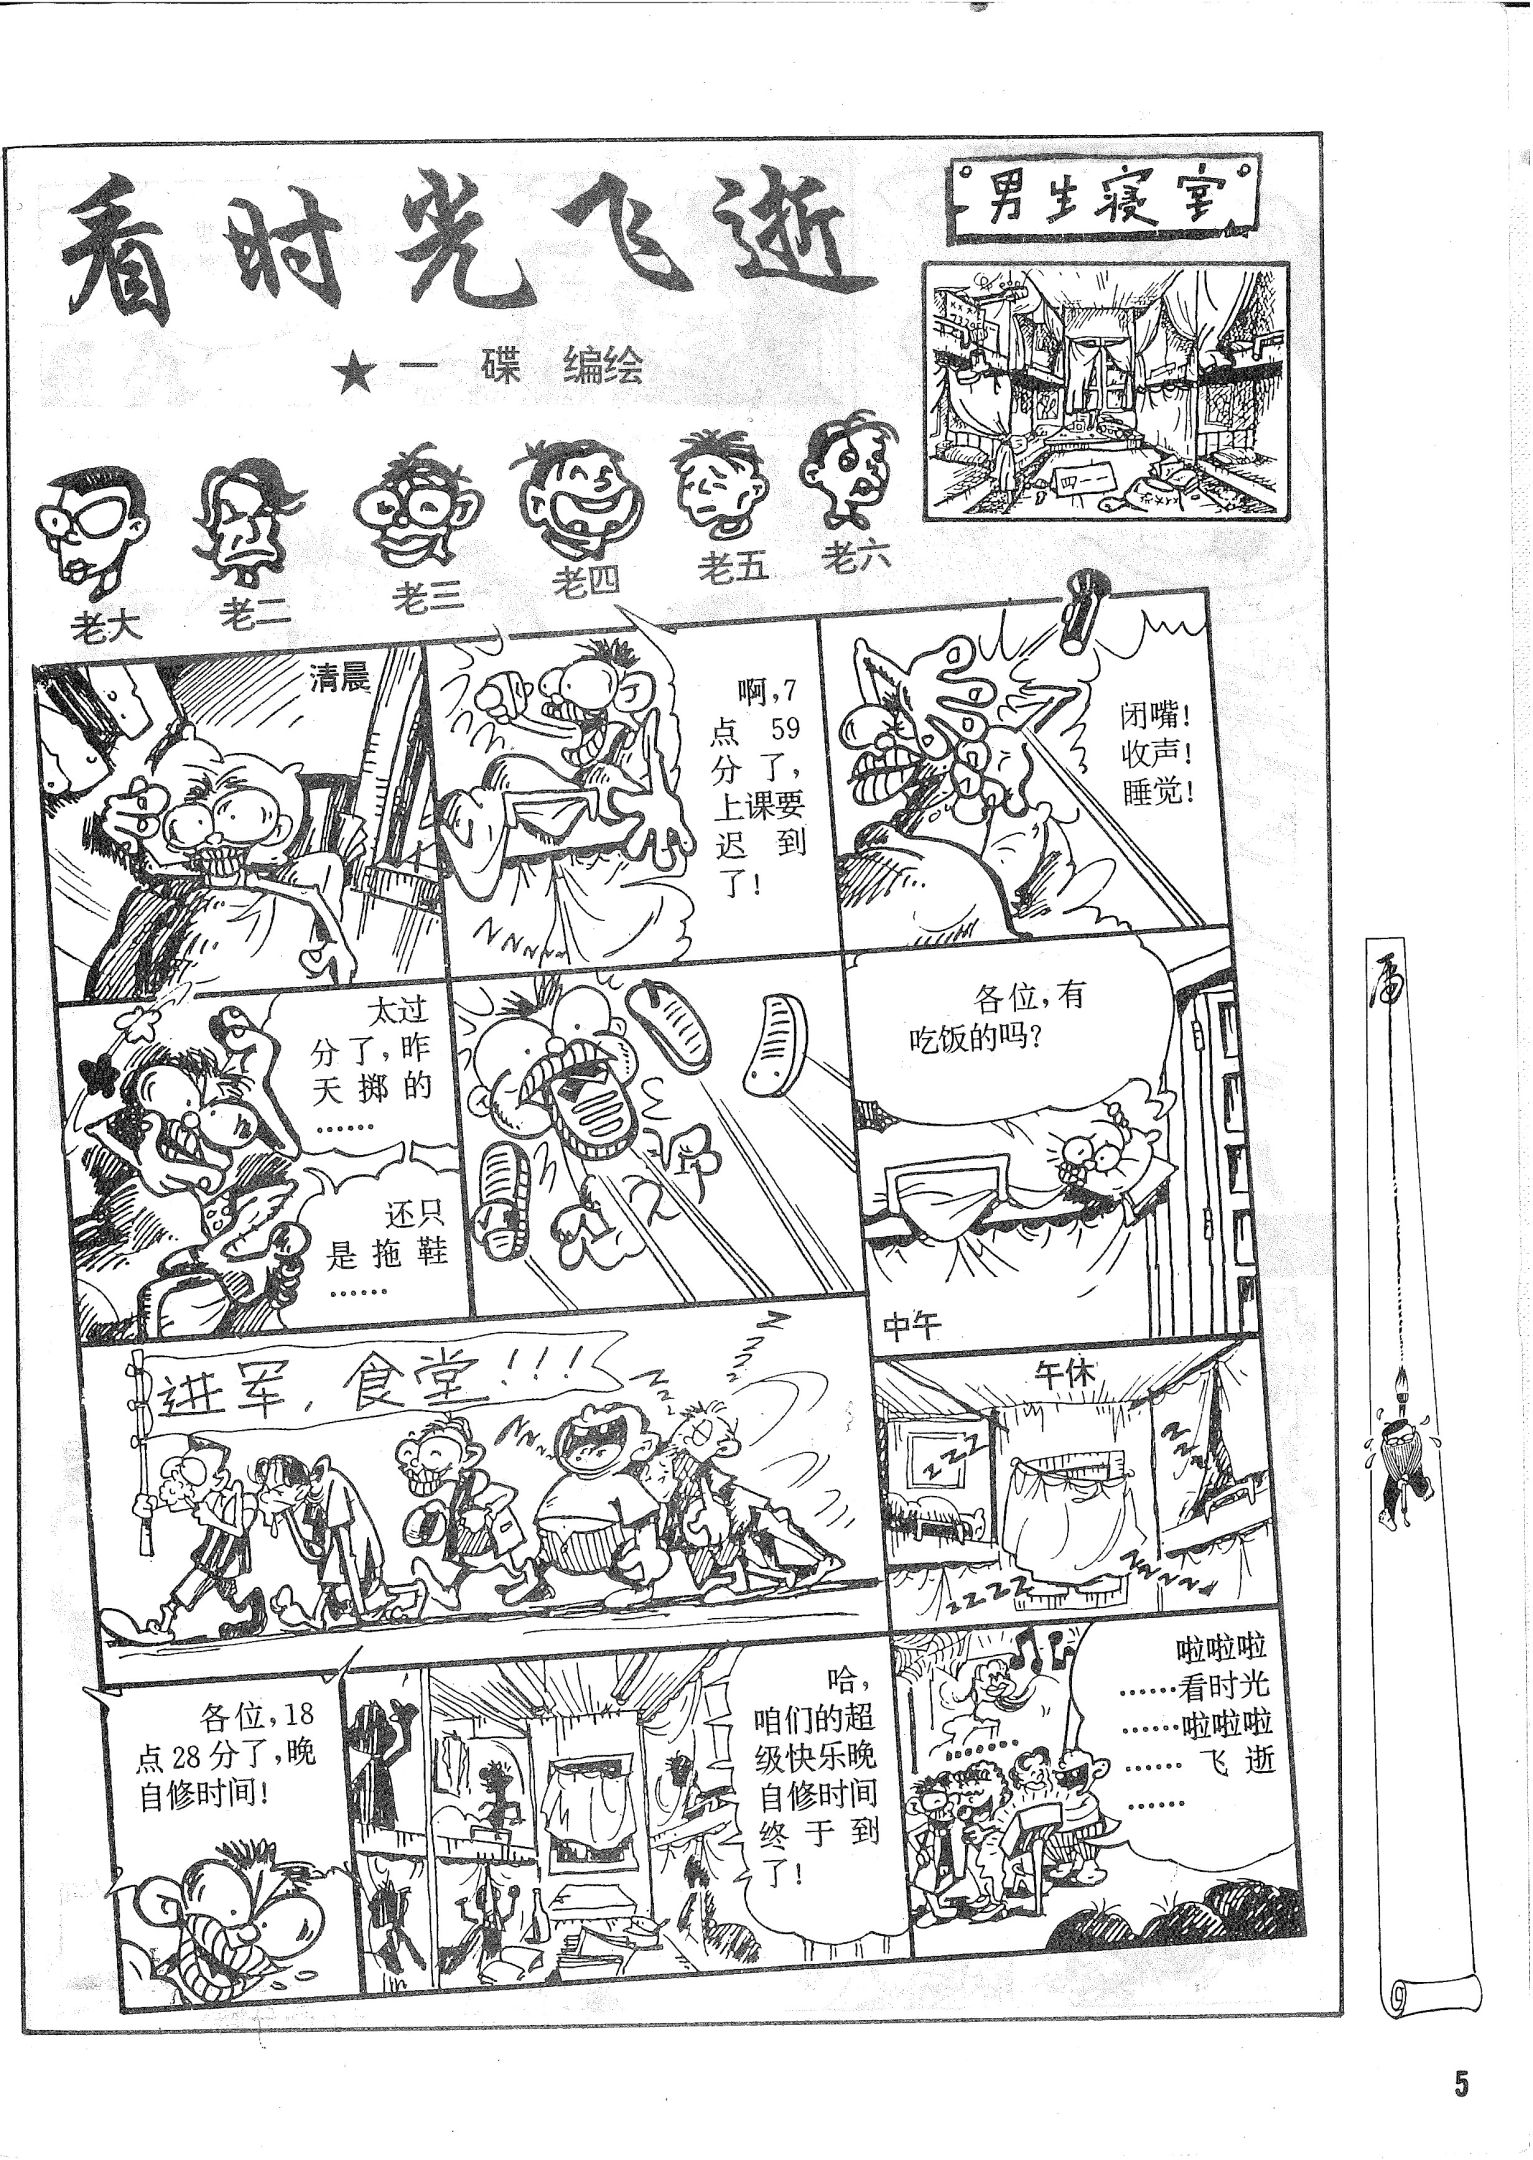 看时光飞逝
男生寝室
★一 碟 编绘
四一一
老大
老二
老三
老四
老五
老六
清晨
啊,7
点 59
分了,
上课要
迟到
了!
闭嘴!
收声!
睡觉!
太过
分了,昨
天掷的
……
还只
是拖鞋
……
各位,有
吃饭的吗?
中午
进军,食堂!!!
zzz
午休
zzz
zzzz
各位,18
点28分了,晚
自修时间!
哈,
咱们的超
级快乐晚
自修时间
终于到
了!
啦啦啦
……看时光
……啦啦啦
…… 飞逝
……
5